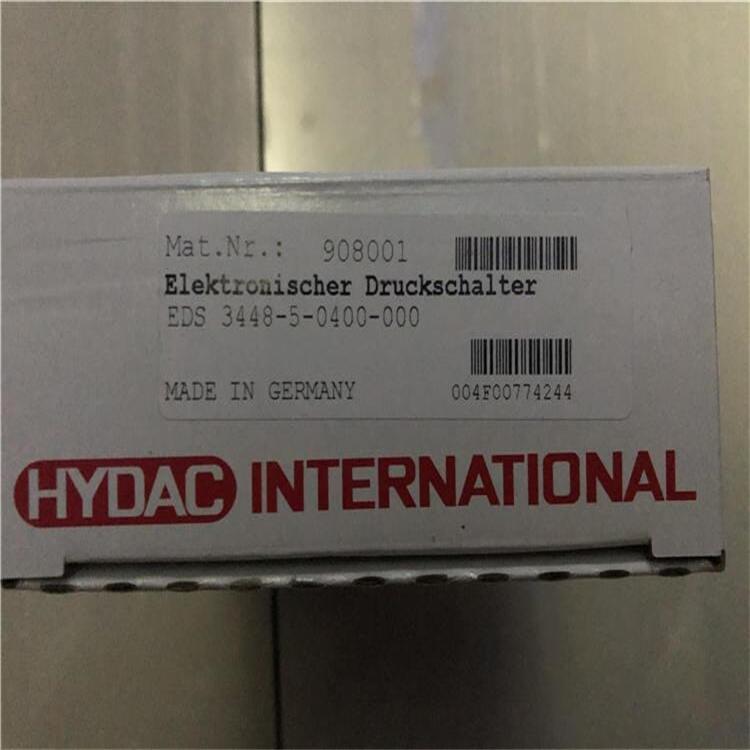 Mat.Nr.: 908001
Elektronischer Druckschalter
EDS 3448-5-0400-000
MADE IN GERMANY 004F00774244
HYDAC INTERNATIONAL